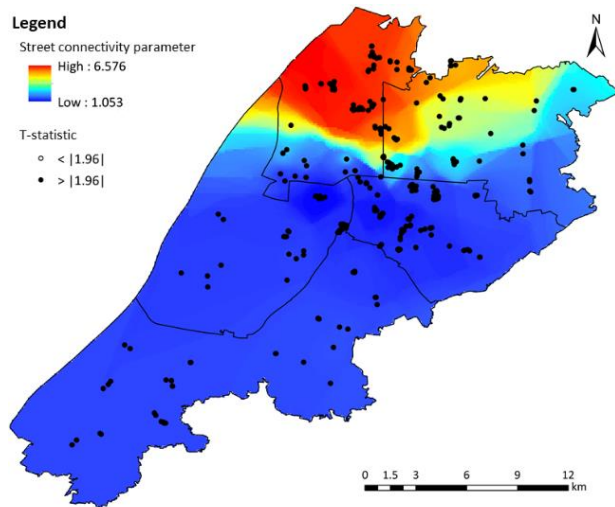 Legend
N
Street connectivity parameter
High : 6.576
Low : 1.053
T-statistic
< |1.96|
> |1.96|
0 1.5 3 6 9 12
km